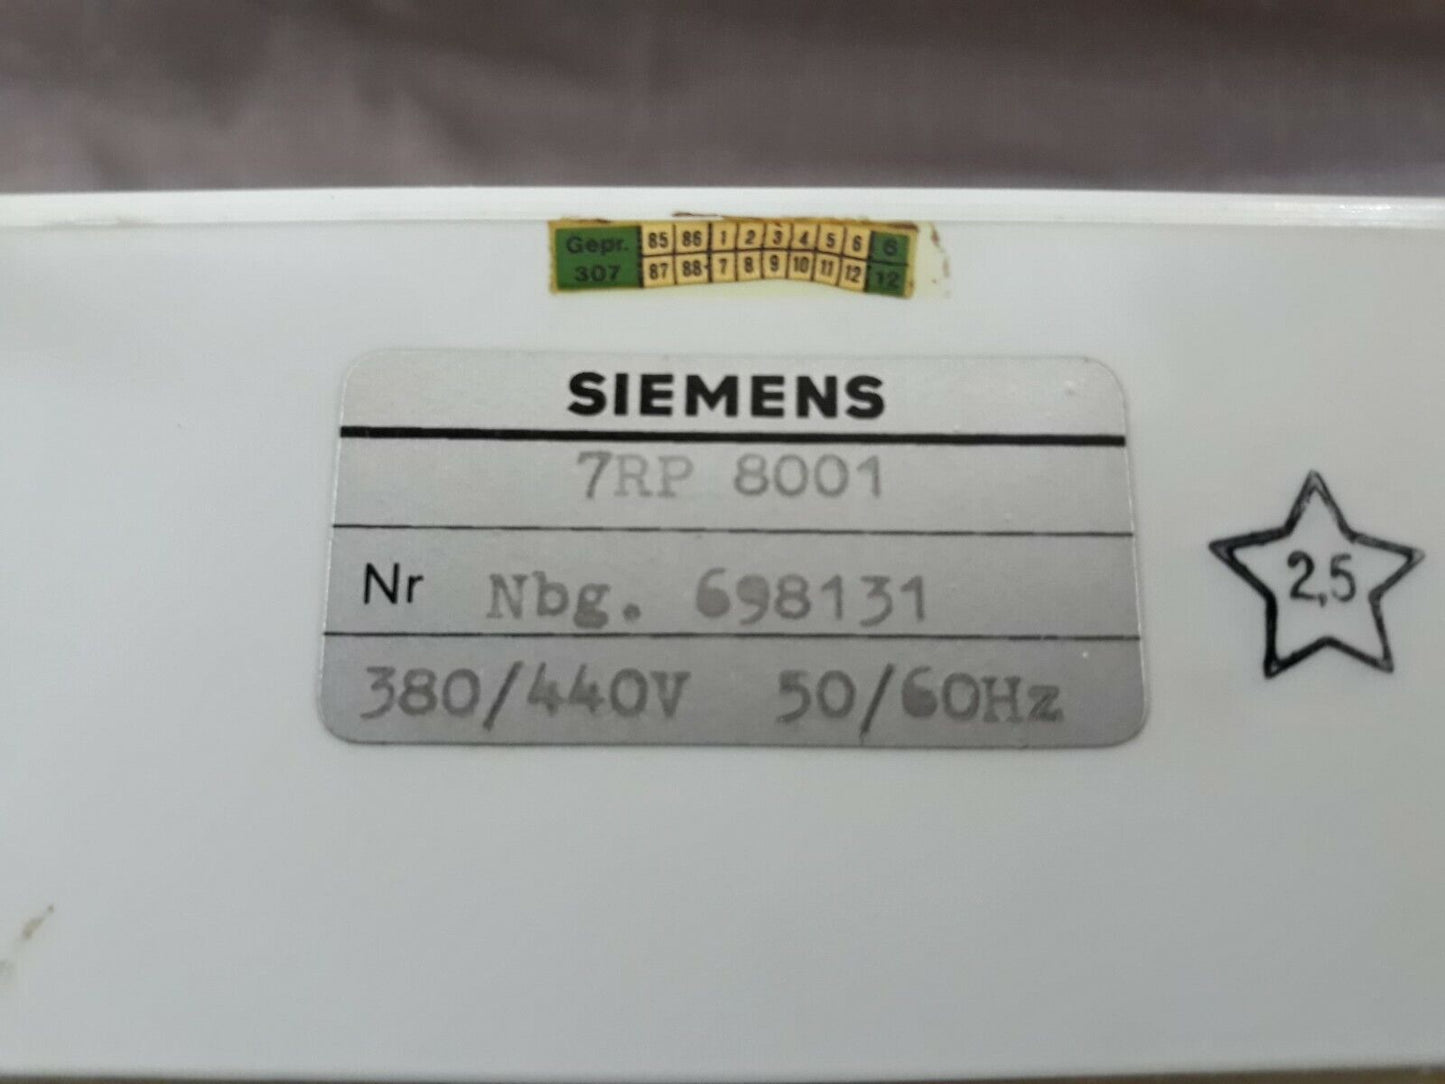 Gepr. 85 86 1 2 3 4 5 6 6
307 87 88 7 8 9 10 11 12 12
SIEMENS
7RP 8001
Nr Nbg. 698131
380/440V 50/60Hz
2,5